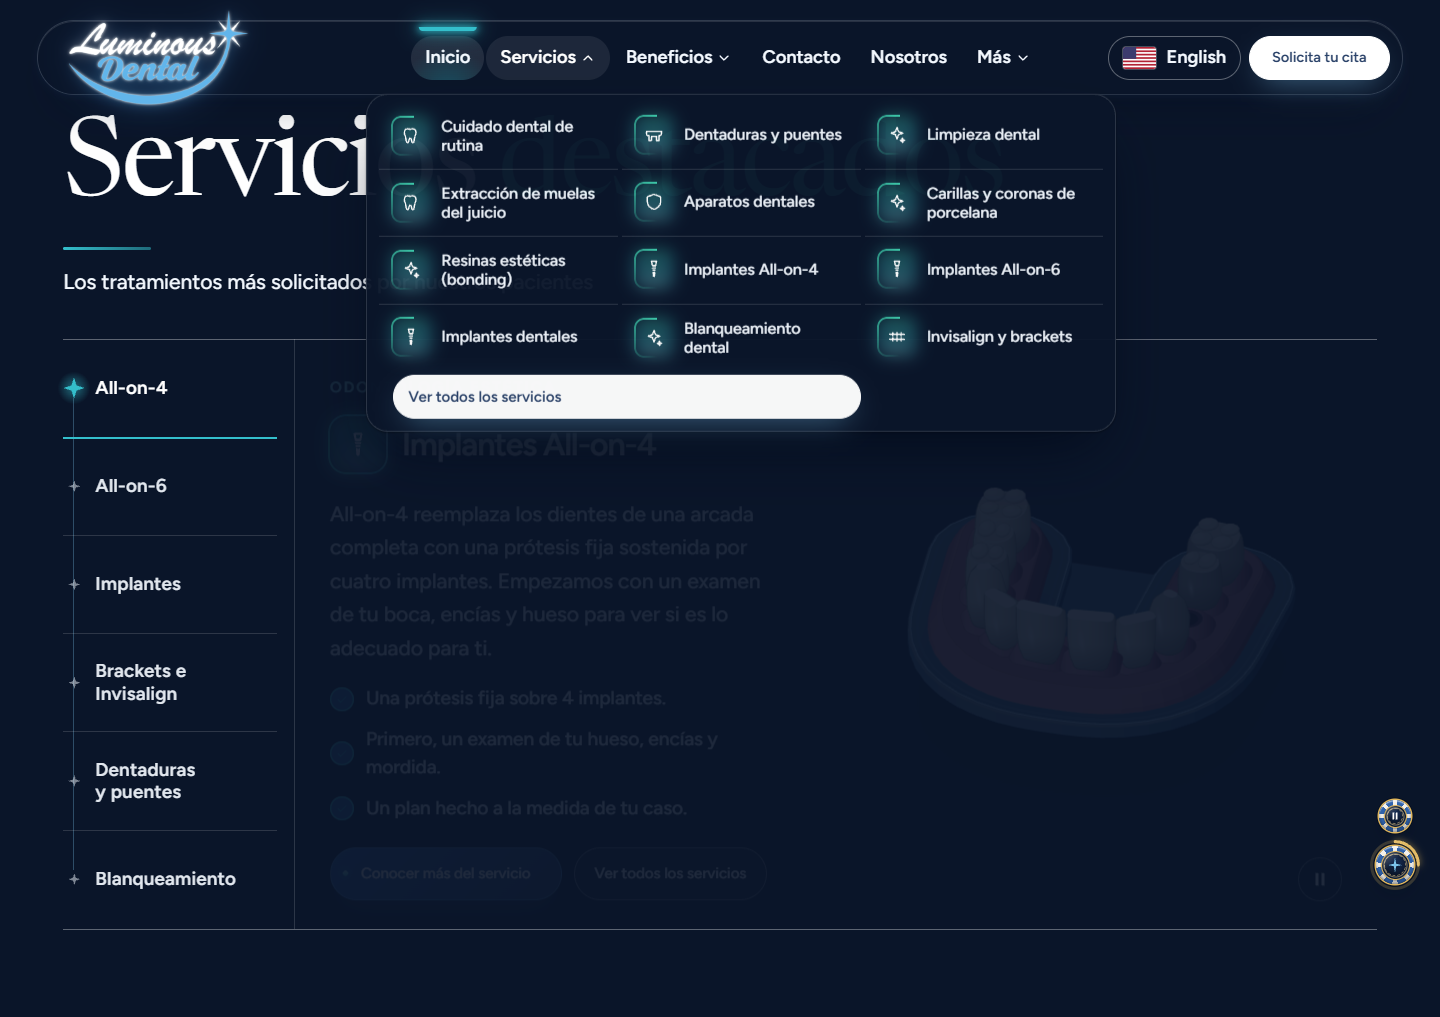 Luminous
Dental
Inicio
Servicios
Beneficios
Contacto
Nosotros
Más
English
Solicita tu cita
Servicios destacados
Cuidado dental de
rutina
Dentaduras y puentes
Limpieza dental
Extracción de muelas
del juicio
Aparatos dentales
Carillas y coronas de
porcelana
Resinas estéticas
(bonding)
Implantes All-on-4
Implantes All-on-6
Implantes dentales
Blanqueamiento
dental
Invisalign y brackets
Ver todos los servicios
Los tratamientos más solicitados
All-on-4
All-on-6
Implantes
Brackets e
Invisalign
Dentaduras
y puentes
Blanqueamiento
Implantes All-on-4
All-on-4 reemplaza los dientes de una arcada
completa con una prótesis fija sostenida por
cuatro implantes. Empezamos con un examen
de tu boca, encías y hueso para ver si es lo
adecuado para ti.
Una prótesis fija sobre 4 implantes.
Primero, un examen de tu hueso, encías y
mordida.
Un plan hecho a la medida de tu caso.
Conocer más del servicio
Ver todos los servicios